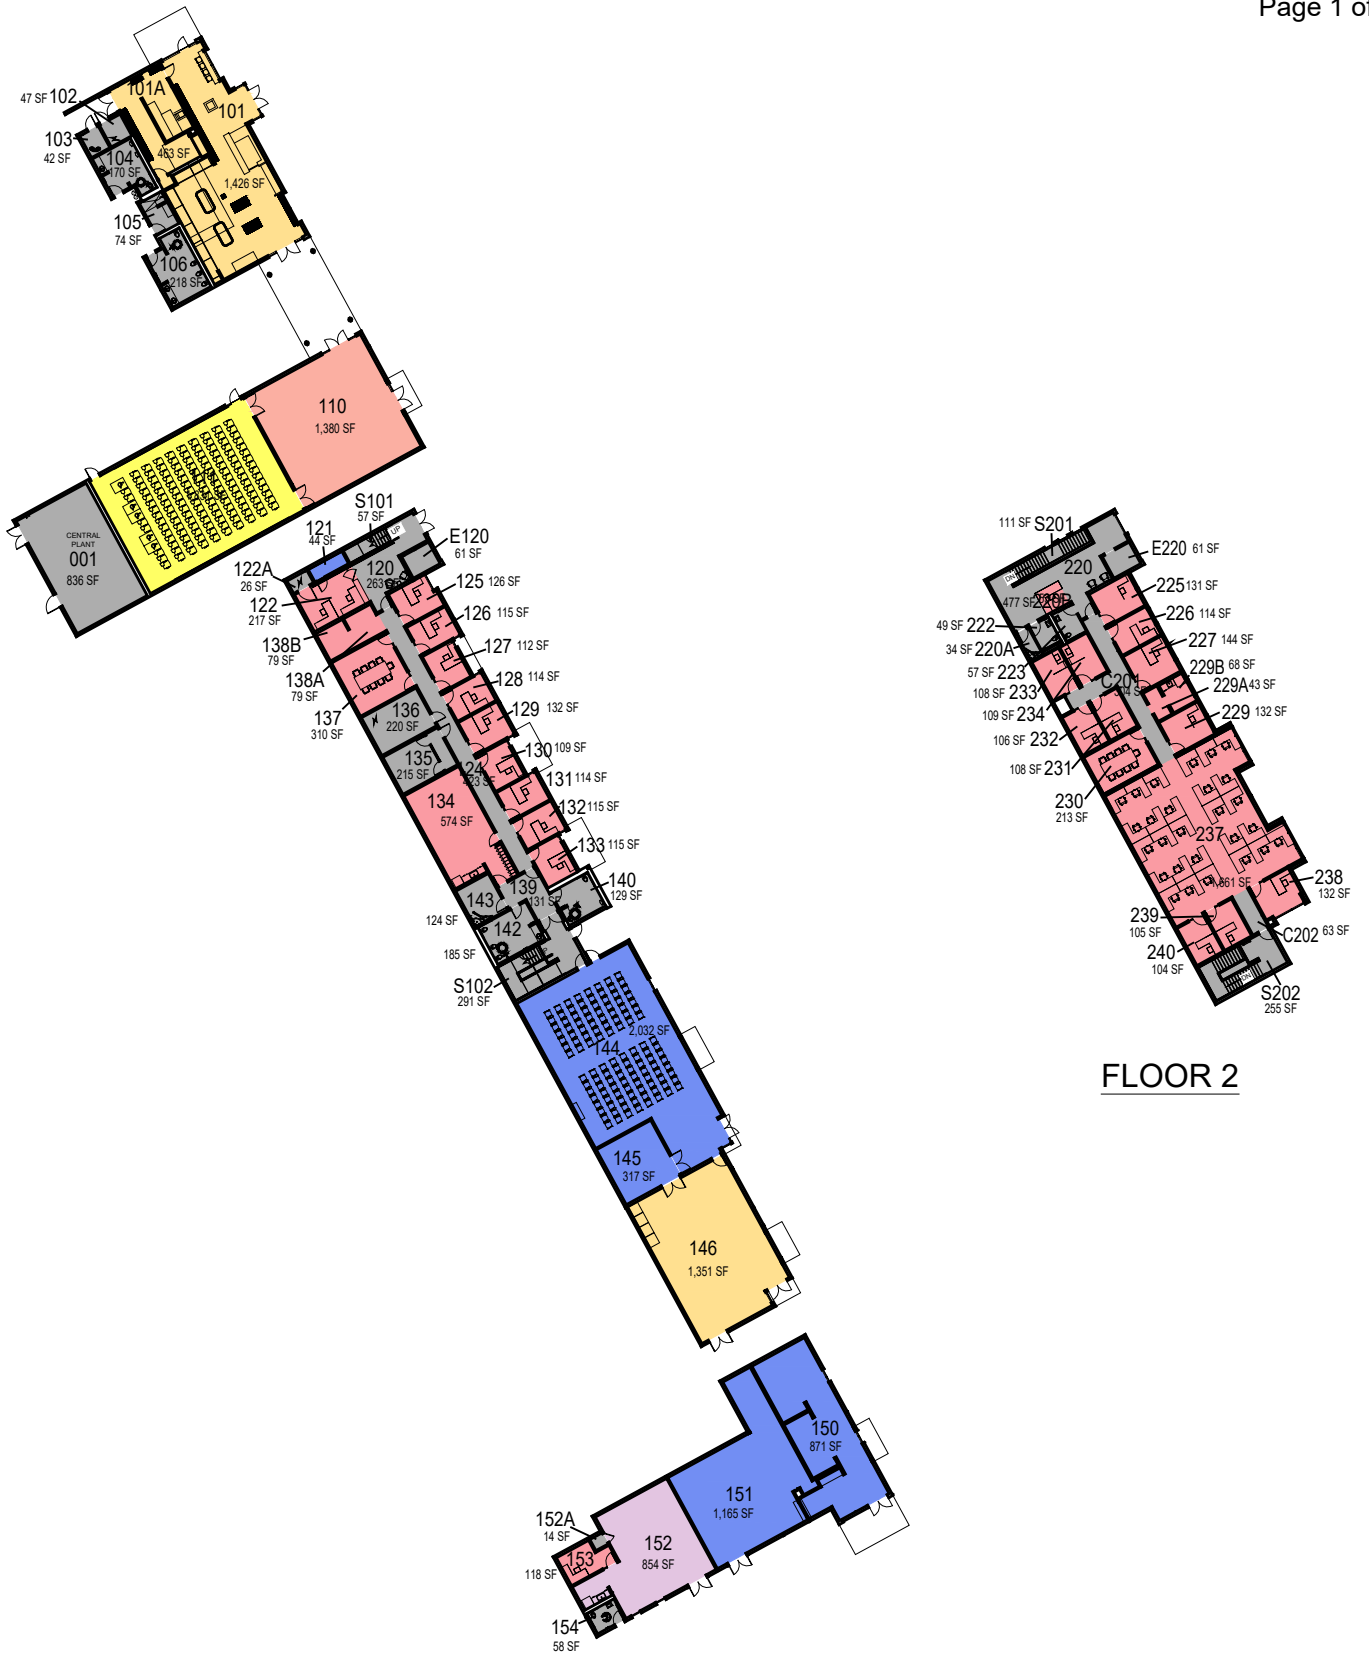 Page 1 of
101A
47 SF 102
101
103
42 SF
104
170 SF
463 SF
1,426 SF
105
74 SF
106
218 SF
110
1,380 SF
CENTRAL
PLANT
001
836 SF
S101
57 SF
UP
121
44 SF
E120
61 SF
122A
26 SF
120
263 SF
122
217 SF
125 126 SF
126 115 SF
138B
79 SF
127 112 SF
138A
79 SF
128 114 SF
137
310 SF
136
220 SF
129 132 SF
135
215 SF
130 109 SF
131 114 SF
134
574 SF
132 115 SF
133 115 SF
139
131 SF
140
129 SF
143
124 SF
142
185 SF
S102
291 SF
2,032 SF
144
145
317 SF
146
1,351 SF
150
871 SF
151
1,165 SF
152A
14 SF
152
854 SF
153
118 SF
154
58 SF
111 SF S201
DN
E220 61 SF
220
477 SF
225 131 SF
226 114 SF
49 SF 222
227 144 SF
34 SF 220A
229B 68 SF
57 SF 223
229A 43 SF
C201
108 SF 233
109 SF 234
229 132 SF
106 SF 232
108 SF 231
230
213 SF
237
1,661 SF
238
132 SF
239
105 SF
C202 63 SF
240
104 SF
DN
S202
255 SF
FLOOR 2